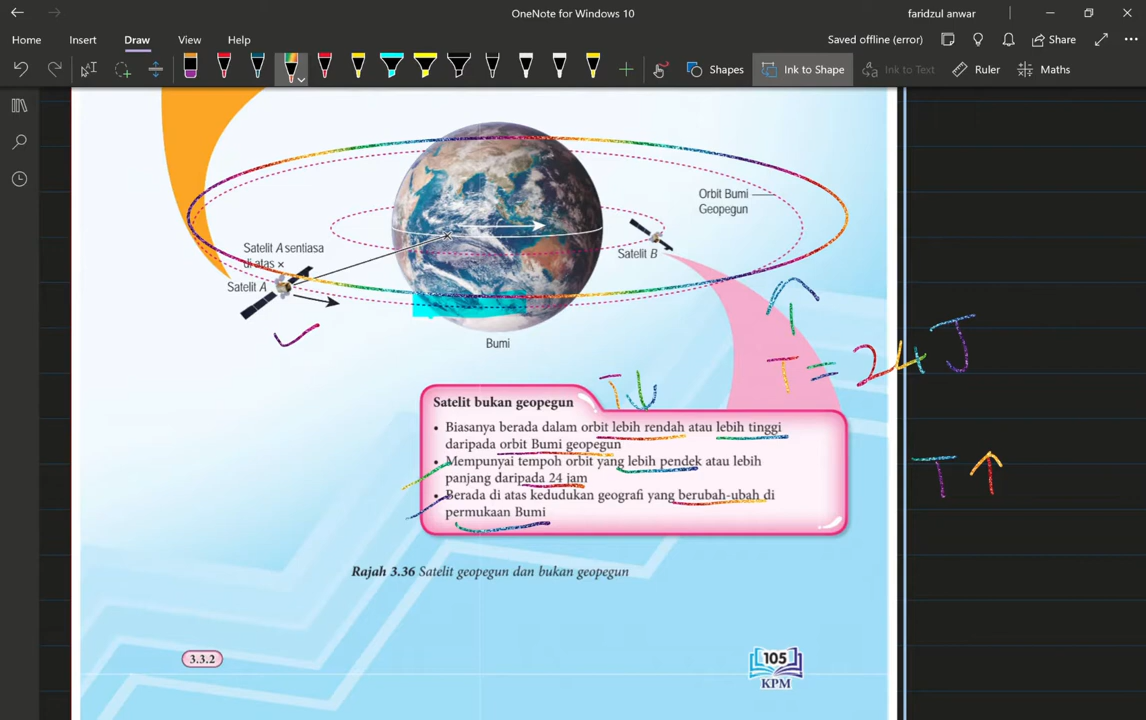 OneNote for Windows 10
faridzul anwar
Home Insert Draw View Help
Saved offline (error)
Share
Shapes
Ink to Shape
Ink to Text
Ruler
Maths
Orbit Bumi
Geopegun
Satelit A sentiasa
di atas ×
Satelit A
Satelit B
Bumi
T = 24 J
T↓
T↑
Satelit bukan geopegun
• Biasanya berada dalam orbit lebih rendah atau lebih tinggi
daripada orbit Bumi geopegun
• Mempunyai tempoh orbit yang lebih pendek atau lebih
panjang daripada 24 jam
• Berada di atas kedudukan geografi yang berubah-ubah di
permukaan Bumi
Rajah 3.36 Satelit geopegun dan bukan geopegun
3.3.2
105
KPM